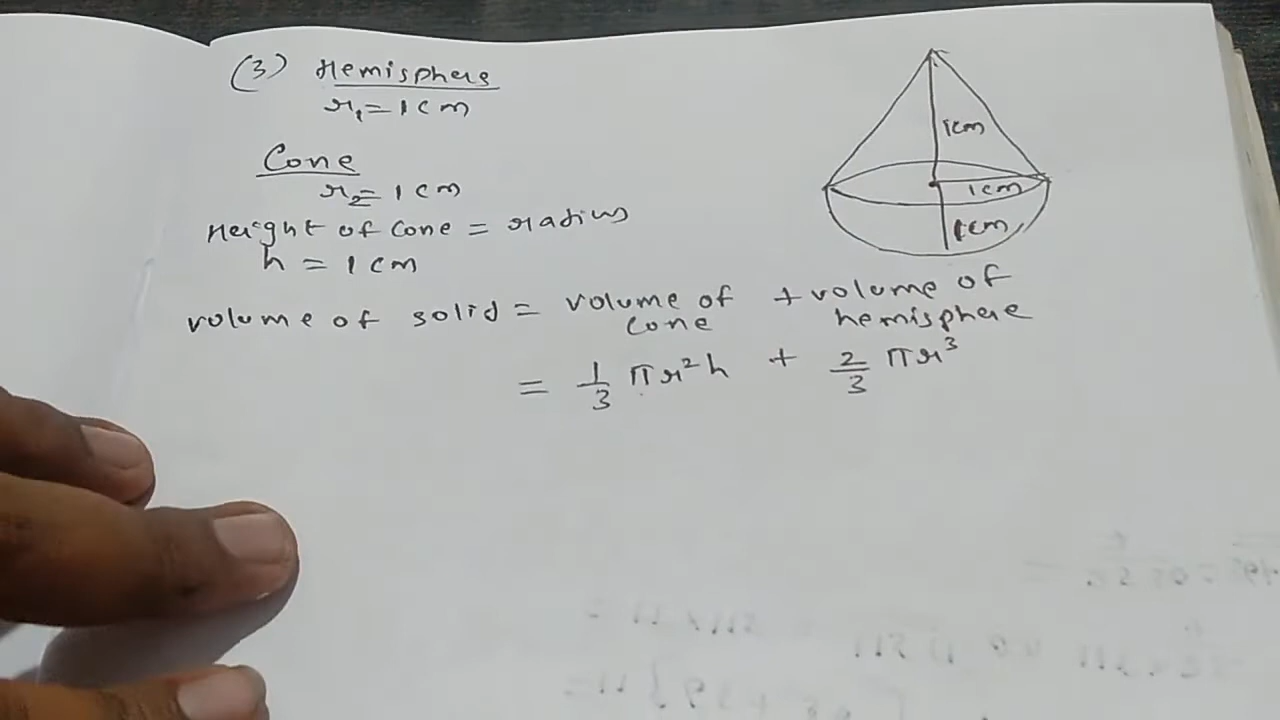 (3) Hemisphere
r₁ = 1 cm
Cone
r₂ = 1 cm
Height of cone = radius
h = 1 cm
volume of solid = volume of cone + volume of hemisphere
= 1/3 πr²h + 2/3 πr³
1cm
1cm
1cm